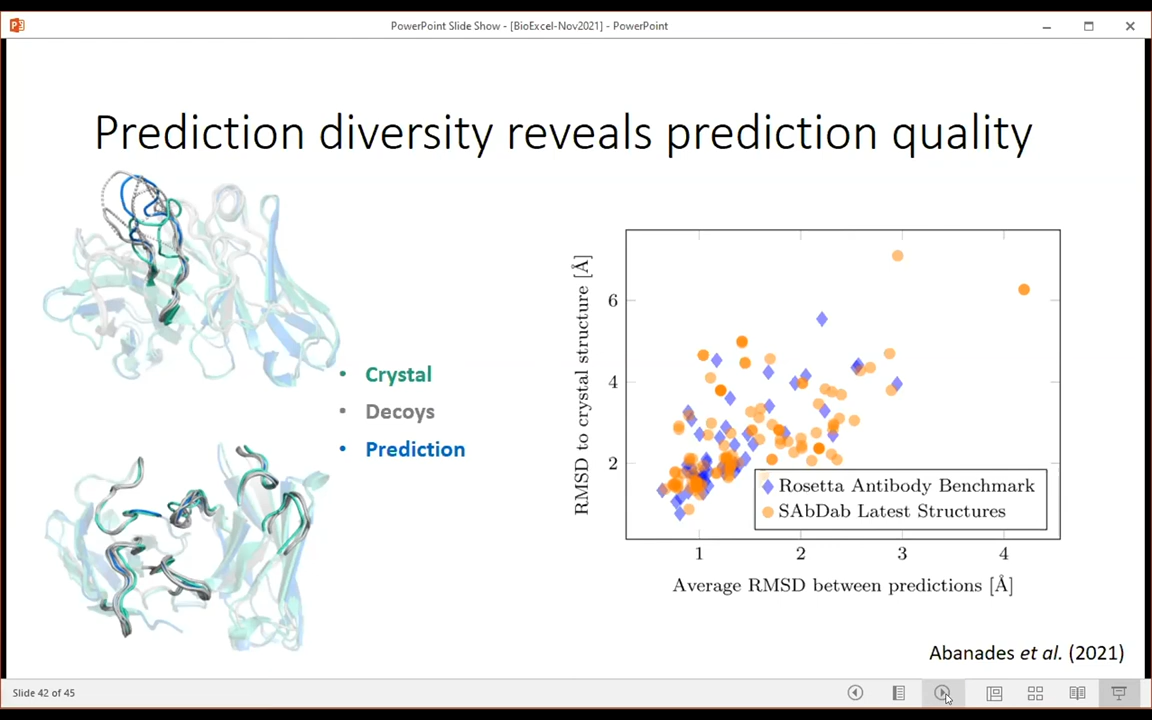 PowerPoint Slide Show - [BioExcel-Nov2021] - PowerPoint
Prediction diversity reveals prediction quality
• Crystal
• Decoys
• Prediction
RMSD to crystal structure [Å]
6
4
2
Rosetta Antibody Benchmark
SAbDab Latest Structures
1 2 3 4
Average RMSD between predictions [Å]
Abanades et al. (2021)
Slide 42 of 45